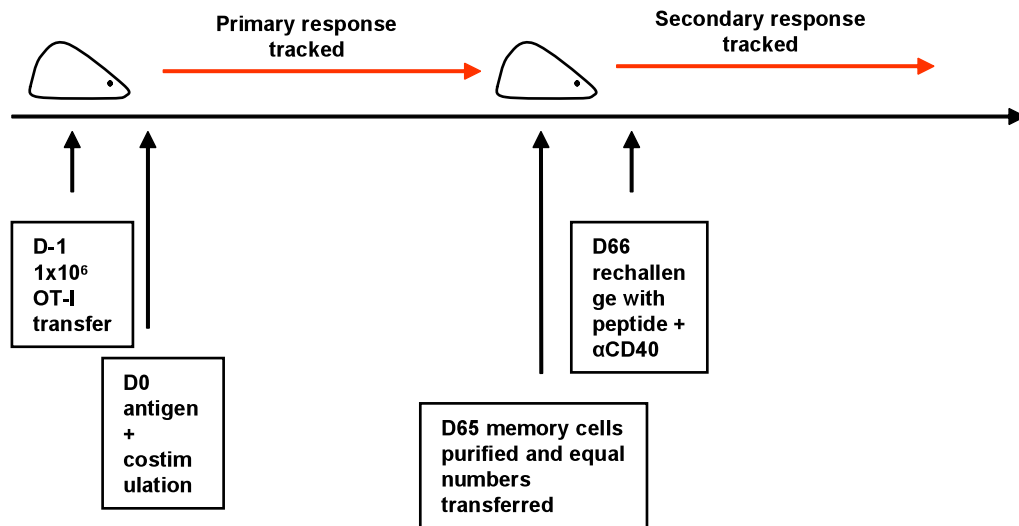 Primary response
tracked
Secondary response
tracked
D-1
1x10⁶
OT-I
transfer
D0
antigen
+
costim
ulation
D65 memory cells
purified and equal
numbers
transferred
D66
rechallen
ge with
peptide +
αCD40